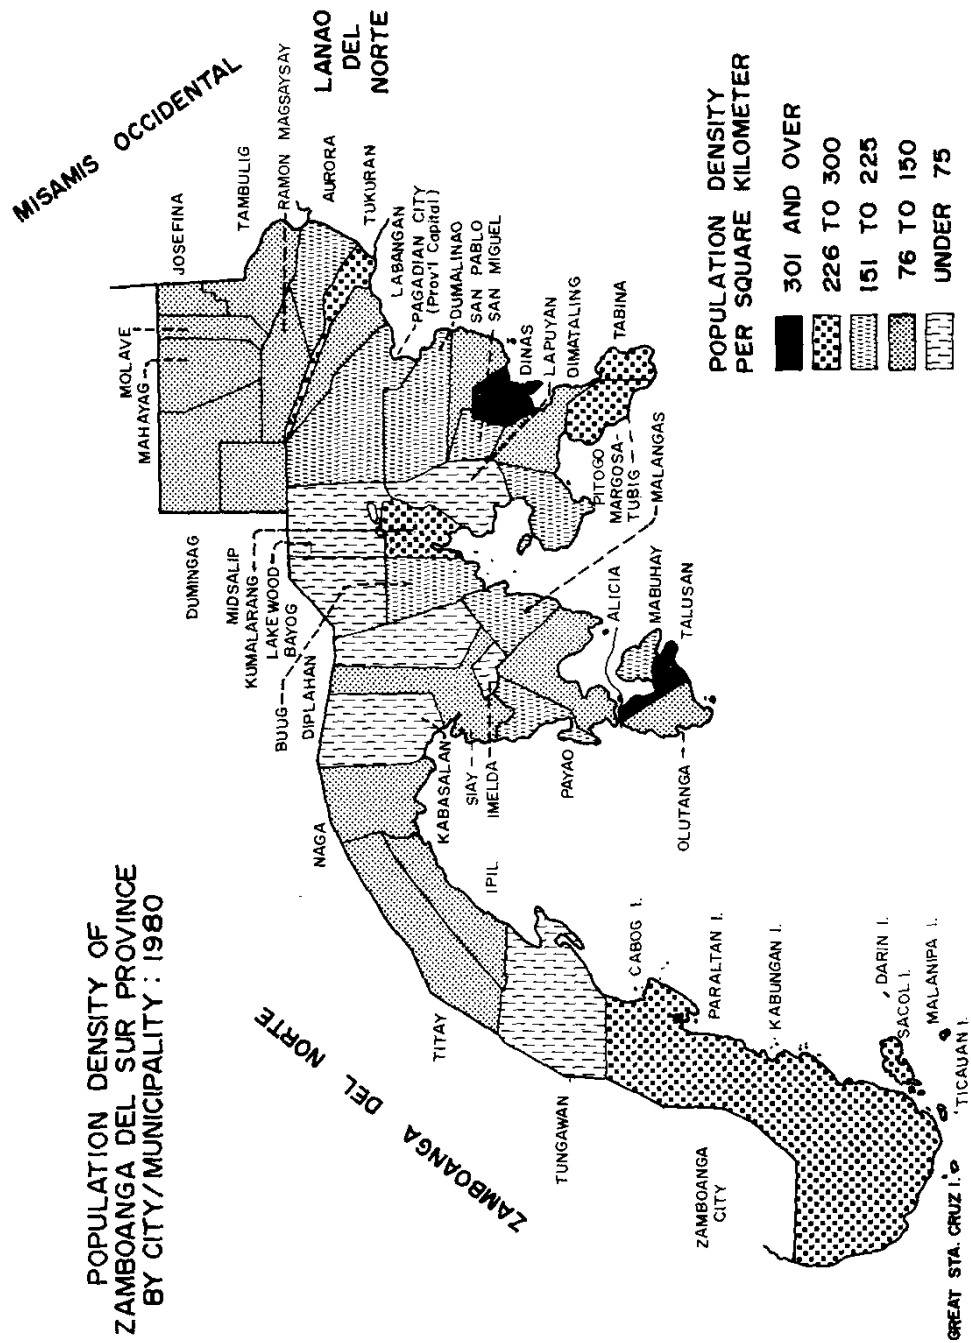 POPULATION DENSITY OF
ZAMBOANGA DEL SUR PROVINCE
BY CITY/MUNICIPALITY : 1980
MISAMIS OCCIDENTAL
LANAO
DEL
NORTE
ZAMBOANGA DEL NORTE
MOLAVE
MAHAYAG
JOSEFINA
TAMBULIG
RAMON MAGSAYSAY
AURORA
TUKURAN
LABANGAN
PAGADIAN CITY
(Prov'l Capital)
DUMALINAO
SAN PABLO
SAN MIGUEL
DINAS
LAPUYAN
DIMATALING
TABINA
PITOGO
MARGOSA-
TUBIG
MALANGAS
DUMINGAG
MIDSALIP
KUMALARANG
LAKEWOOD
BAYOG
BUUG
DIPLAHAN
ALICIA
MABUHAY
TALUSAN
NAGA
KABASALAN
SIAY
IMELDA
PAYAO
OLUTANGA
IPIL
TITAY
TUNGAWAN
ZAMBOANGA
CITY
CABOG I.
PARALTAN I.
KABUNGAN I.
DARIN I.
SACOL I.
MALANIPA I.
TICAUAN I.
GREAT STA. CRUZ I.
POPULATION DENSITY
PER SQUARE KILOMETER
301 AND OVER
226 TO 300
151 TO 225
76 TO 150
UNDER 75